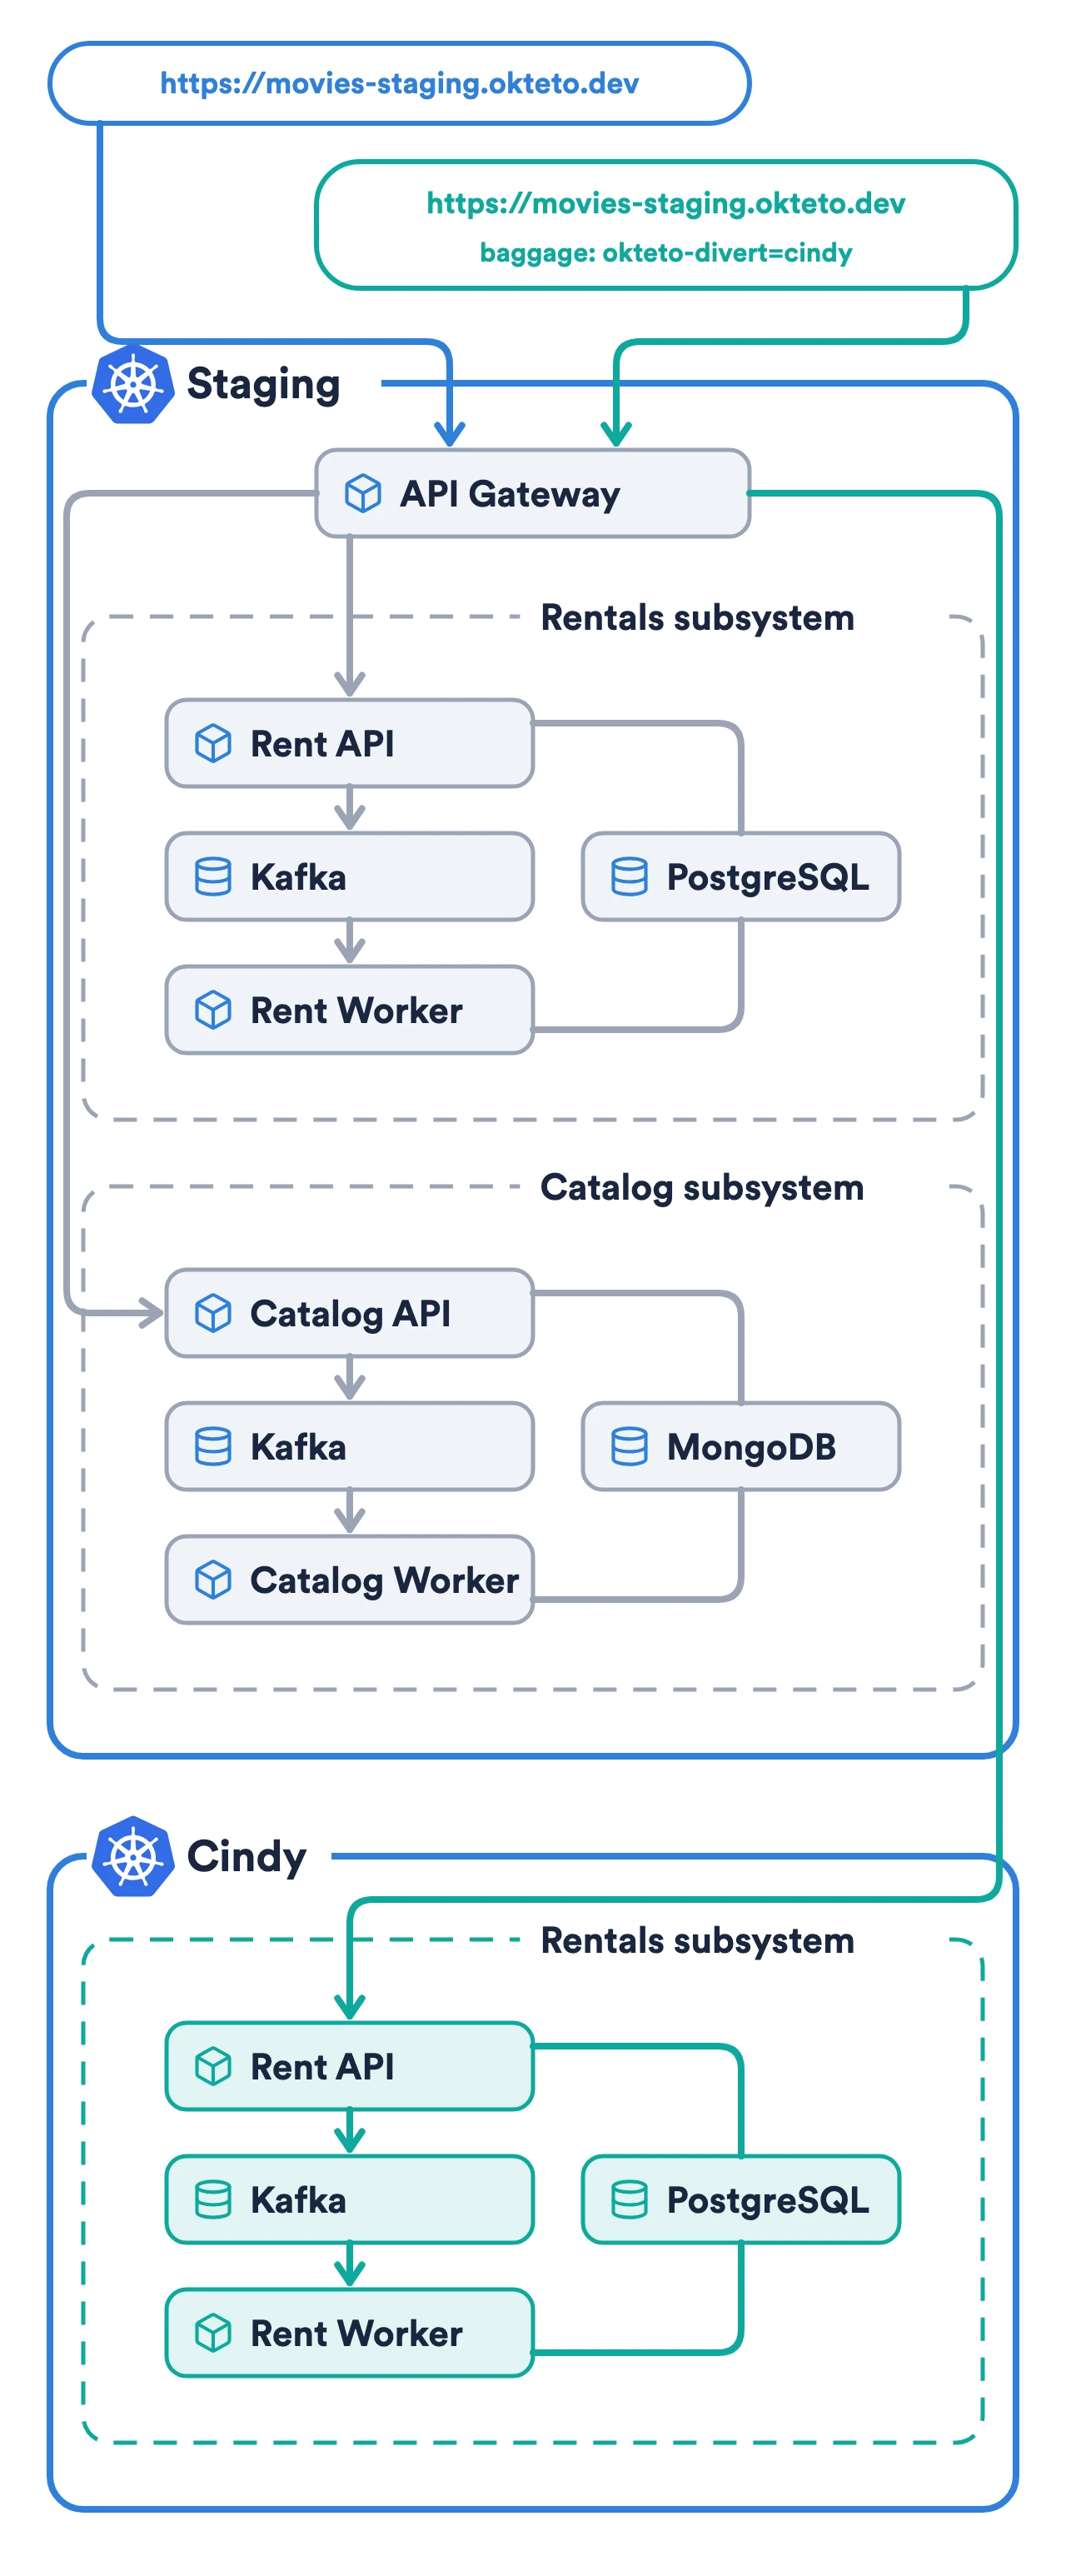 https://movies-staging.okteto.dev
https://movies-staging.okteto.dev
baggage: okteto-divert=cindy
Staging
API Gateway
Rentals subsystem
Rent API
Kafka
PostgreSQL
Rent Worker
Catalog subsystem
Catalog API
Kafka
MongoDB
Catalog Worker
Cindy
Rentals subsystem
Rent API
Kafka
PostgreSQL
Rent Worker